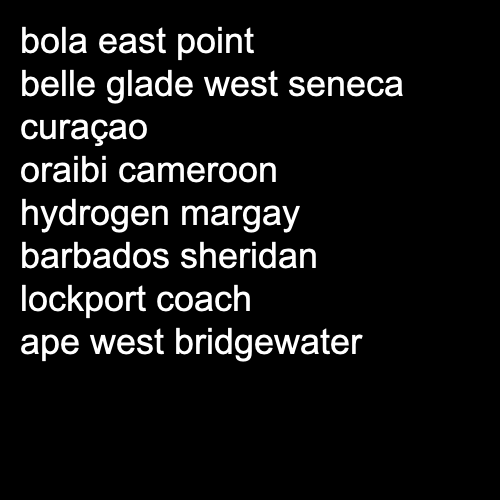 bola east point
belle glade west seneca
curaçao
oraibi cameroon
hydrogen margay
barbados sheridan
lockport coach
ape west bridgewater